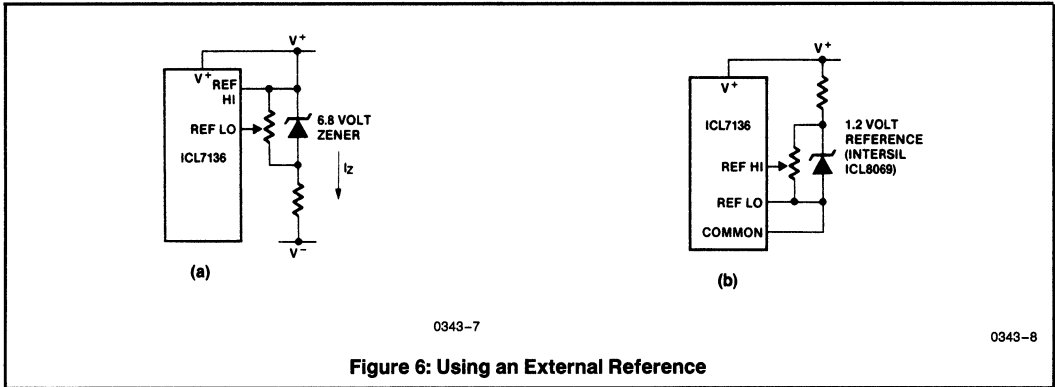 V+
V+
REF
HI
REF LO
ICL7136
6.8 VOLT
ZENER
IZ
V−
(a)
V+
V+
ICL7136
REF HI
REF LO
COMMON
1.2 VOLT
REFERENCE
(INTERSIL
ICL8069)
(b)
0343–7
0343–8
Figure 6: Using an External Reference